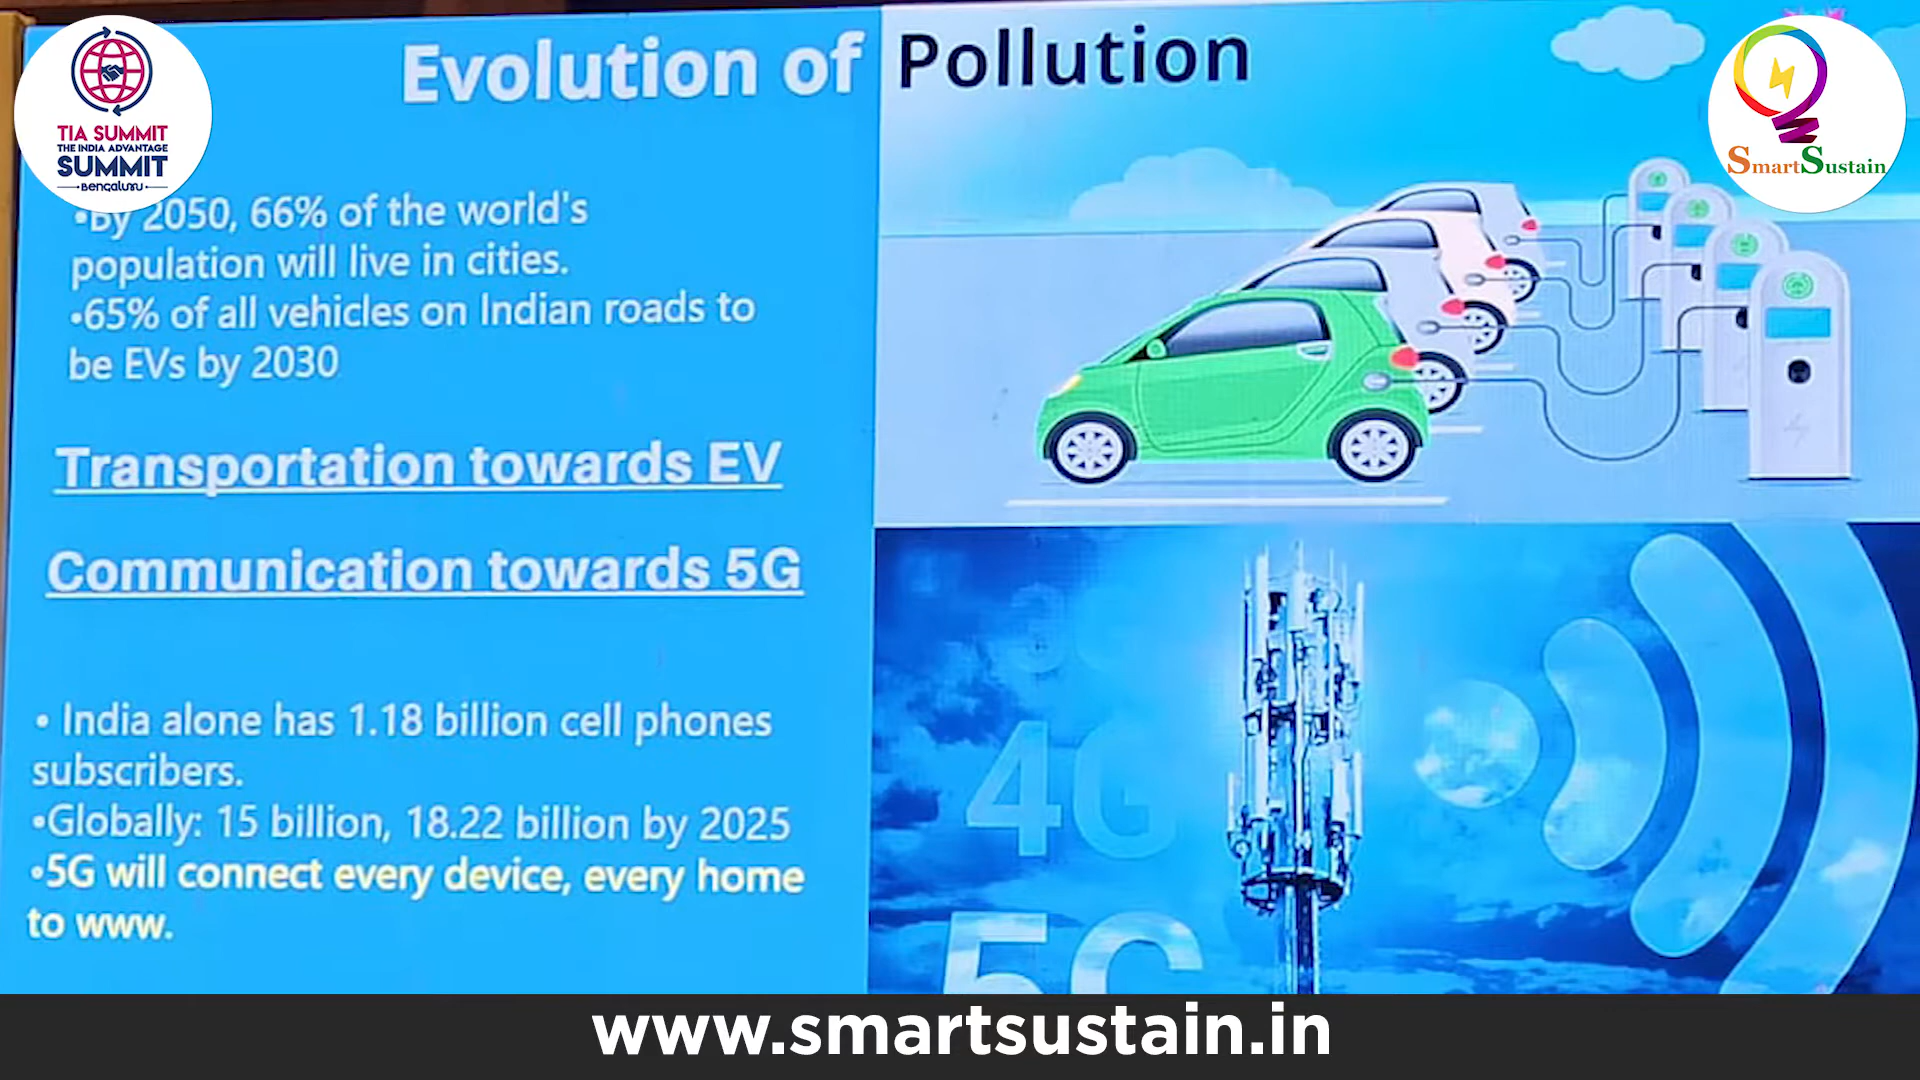 Evolution of Pollution
TIA SUMMIT
THE INDIA ADVANTAGE
SUMMIT
Bengaluru
SmartSustain
•By 2050, 66% of the world's
population will live in cities.
•65% of all vehicles on Indian roads to
be EVs by 2030
Transportation towards EV
Communication towards 5G
• India alone has 1.18 billion cell phones
subscribers.
•Globally: 15 billion, 18.22 billion by 2025
•5G will connect every device, every home
to www.
3G
4G
5G
www.smartsustain.in